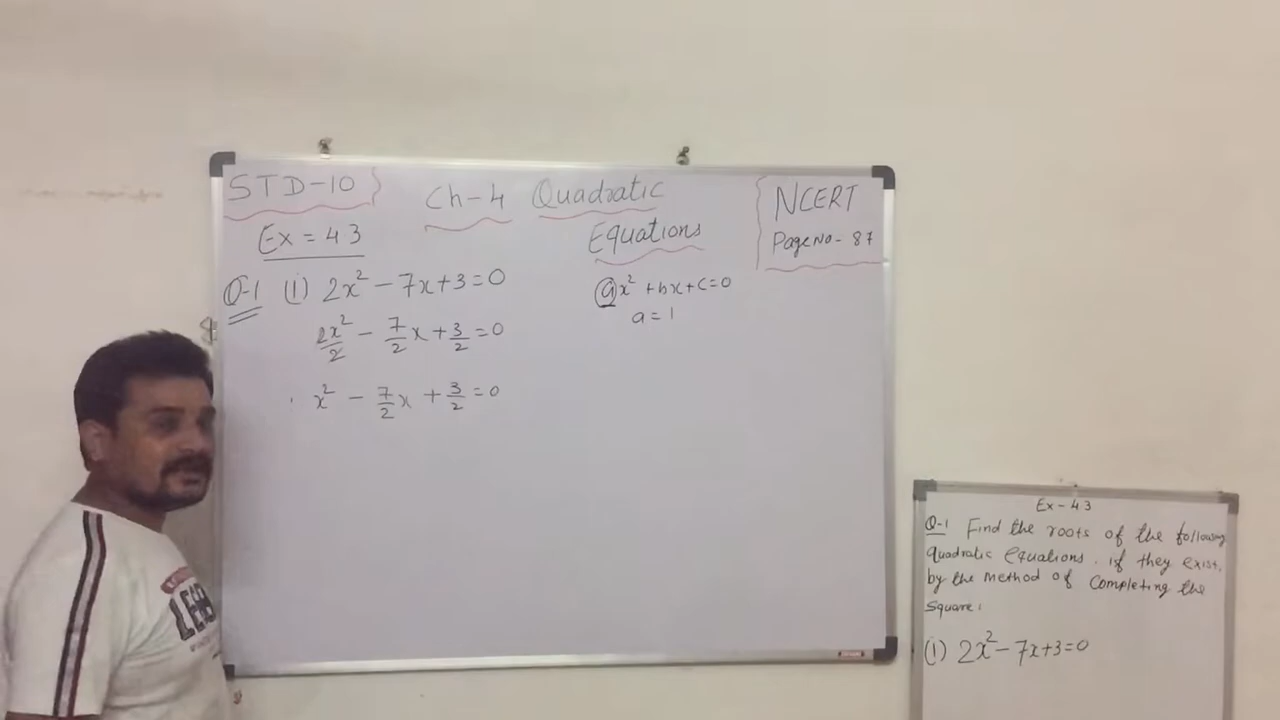 STD-10
Ch-4 Quadratic
Equations
NCERT
Page No - 87
Ex = 4 3
Q-1 (i) 2x² - 7x + 3 = 0
2x²/2 - 7/2 x + 3/2 = 0
x² - 7/2 x + 3/2 = 0
ax² + bx + c = 0
a = 1
Ex - 4 3
Q-1 Find the roots of the following
quadratic equations. if they exist,
by the method of Completing the
square:
(i) 2x² - 7x + 3 = 0